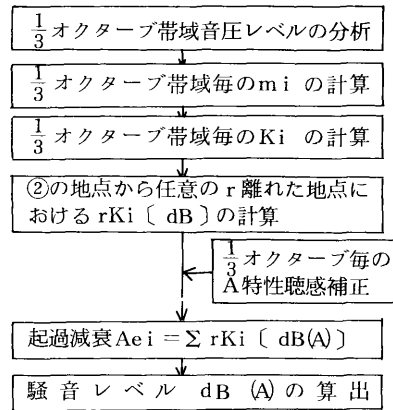 1/3 オクターブ帯域音圧レベルの分析
1/3 オクターブ帯域毎のmiの計算
1/3 オクターブ帯域毎のKi の計算
②の地点から任意のr離れた地点に
おけるrKi〔dB〕の計算
1/3 オクターブ毎の
A特性聴感補正
起過減衰Aei=Σ rKi〔dB(A)〕
騒音レベル dB (A)の算出